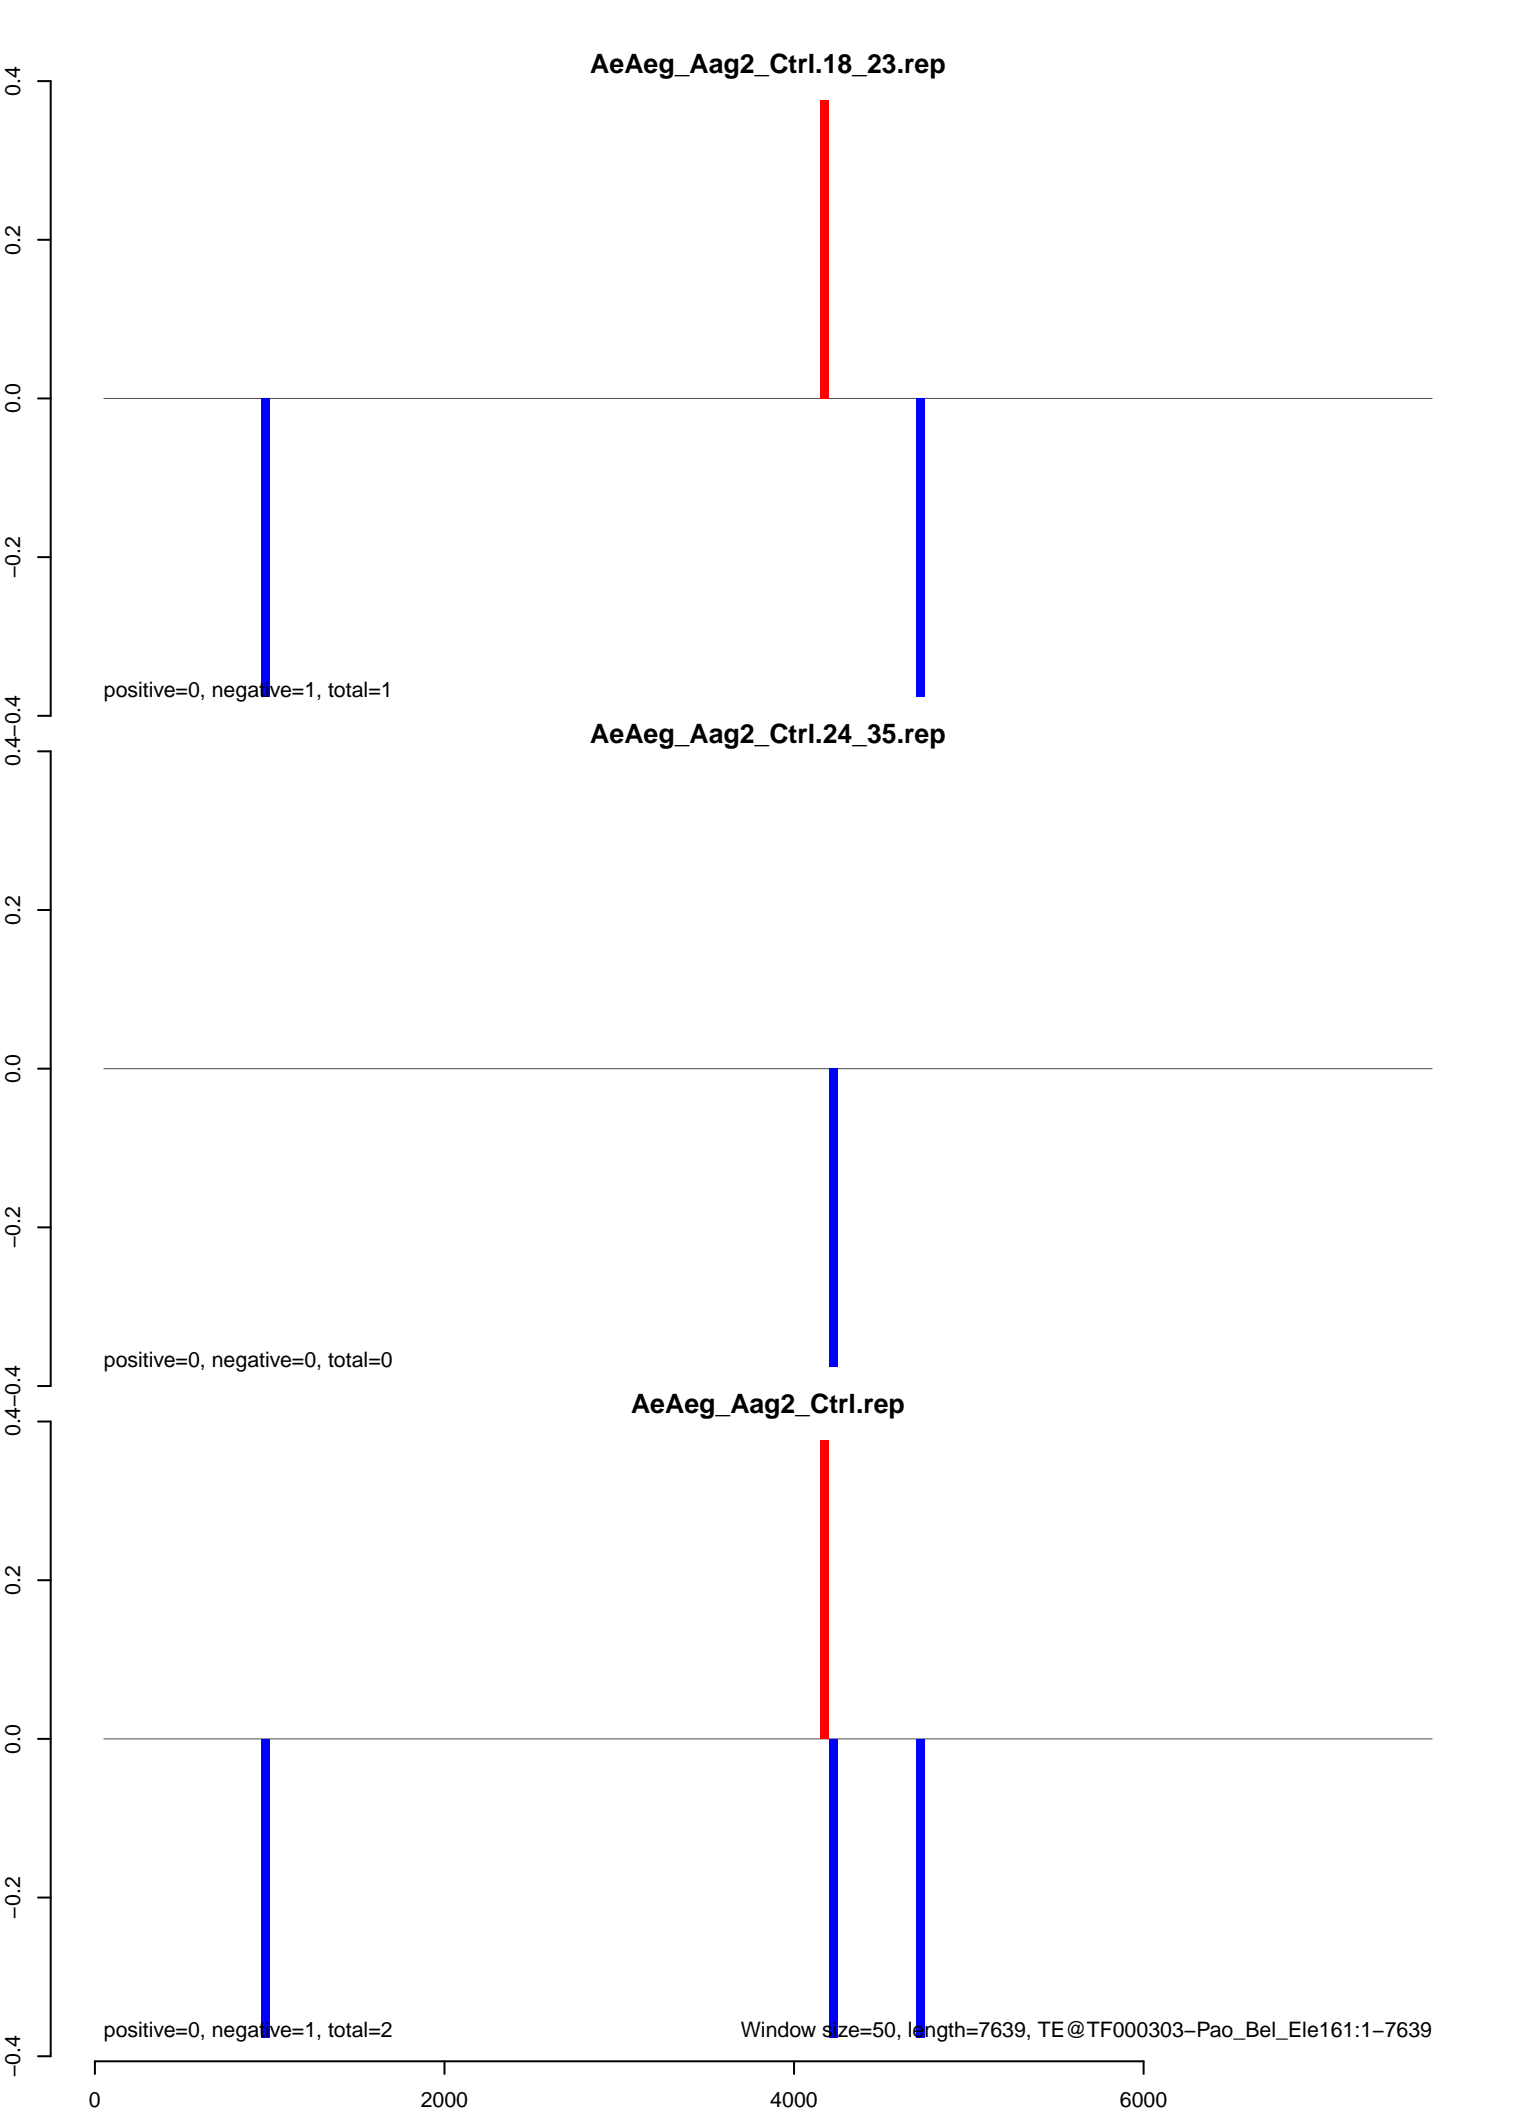 AeAeg_Aag2_Ctrl.18_23.rep
0.4
0.2
0.0
−0.2
−0.4
positive=0, negative=1, total=1
AeAeg_Aag2_Ctrl.24_35.rep
0.4
0.2
0.0
−0.2
−0.4
positive=0, negative=0, total=0
AeAeg_Aag2_Ctrl.rep
0.4
0.2
0.0
−0.2
−0.4
positive=0, negative=1, total=2
Window size=50, length=7639, TE@TF000303−Pao_Bel_Ele161:1−7639
0 2000 4000 6000